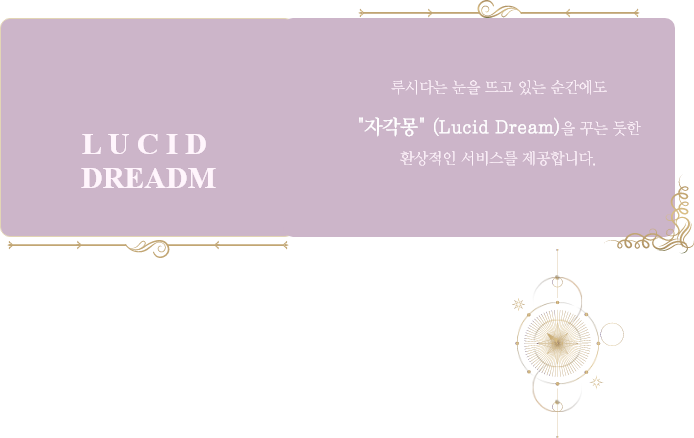 LUCID
DREADM
루시다는 눈을 뜨고 있는 순간에도
"자각몽" (Lucid Dream)을 꾸는 듯한
환상적인 서비스를 제공합니다.